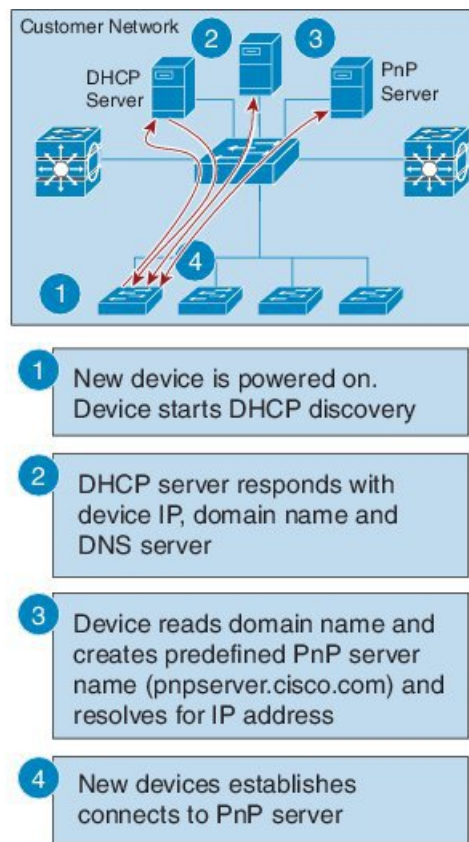 Customer Network
2
3
DHCP
Server
PnP
Server
4
1
1
New device is powered on.
Device starts DHCP discovery
2
DHCP server responds with
device IP, domain name and
DNS server
3
Device reads domain name and
creates predefined PnP server
name (pnpserver.cisco.com) and
resolves for IP address
4
New devices establishes
connects to PnP server